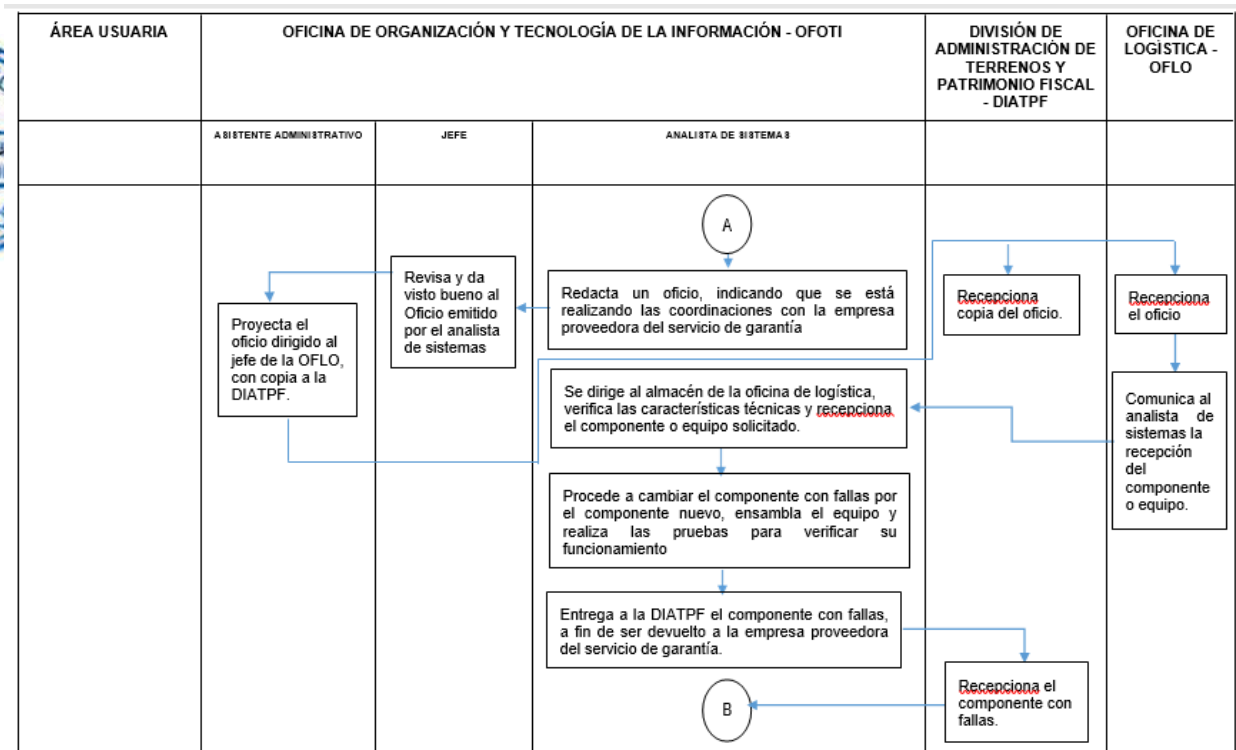 ÁREA USUARIA
OFICINA DE ORGANIZACIÓN Y TECNOLOGÍA DE LA INFORMACIÓN - OFOTI
DIVISIÓN DE
ADMINISTRACIÓN DE
TERRENOS Y
PATRIMONIO FISCAL
- DIATPF
OFICINA DE
LOGÍSTICA -
OFLO
ASISTENTE ADMINISTRATIVO
JEFE
ANALISTA DE SISTEMAS
A
Redacta un oficio, indicando que se está
realizando las coordinaciones con la empresa
proveedora del servicio de garantía
Revisa y da
visto bueno al
Oficio emitido
por el analista
de sistemas
Proyecta el
oficio dirigido al
jefe de la OFLO,
con copia a la
DIATPF.
Recepciona
copia del oficio.
Recepciona
el oficio
Comunica al
analista de
sistemas la
recepción
del
componente
o equipo.
Se dirige al almacén de la oficina de logística,
verifica las características técnicas y recepciona
el componente o equipo solicitado.
Procede a cambiar el componente con fallas por
el componente nuevo, ensambla el equipo y
realiza las pruebas para verificar su
funcionamiento
Entrega a la DIATPF el componente con fallas,
a fin de ser devuelto a la empresa proveedora
del servicio de garantía.
Recepciona el
componente con
fallas.
B